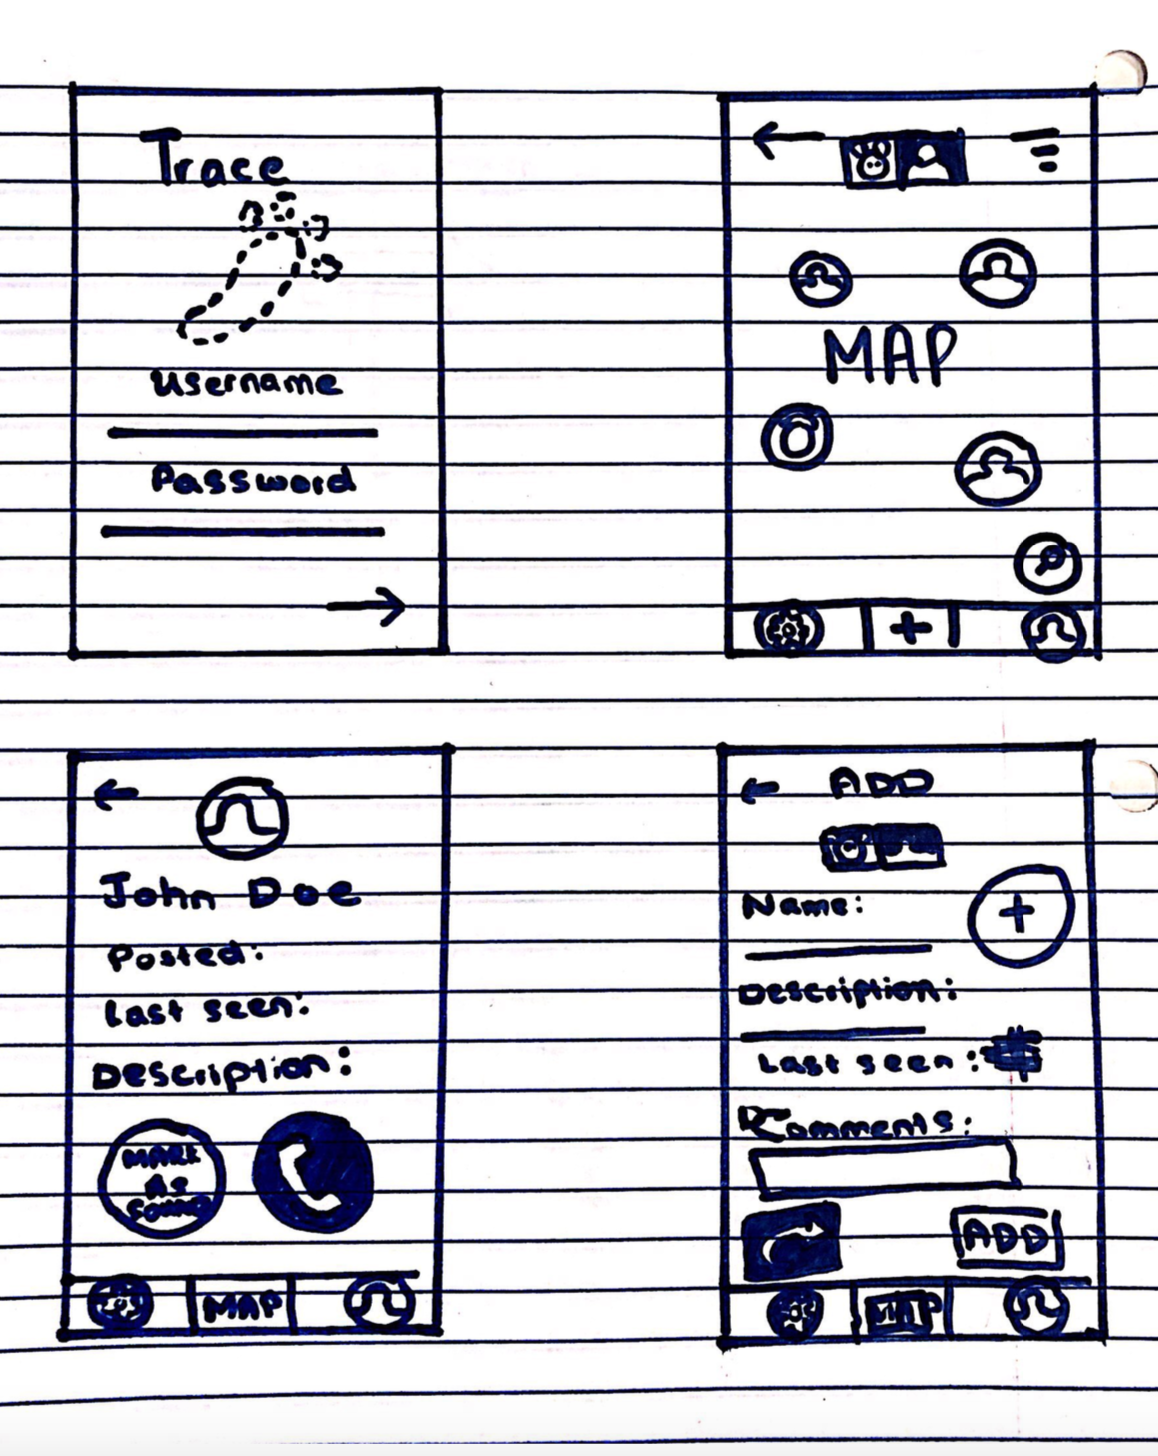 Trace
Username
Password
MAP
+
John Doe
Posted:
Last seen:
Description:
MARK
AS
FOUND
MAP
ADD
Name:
+
Description:
Last seen:
Comments:
ADD
MAP